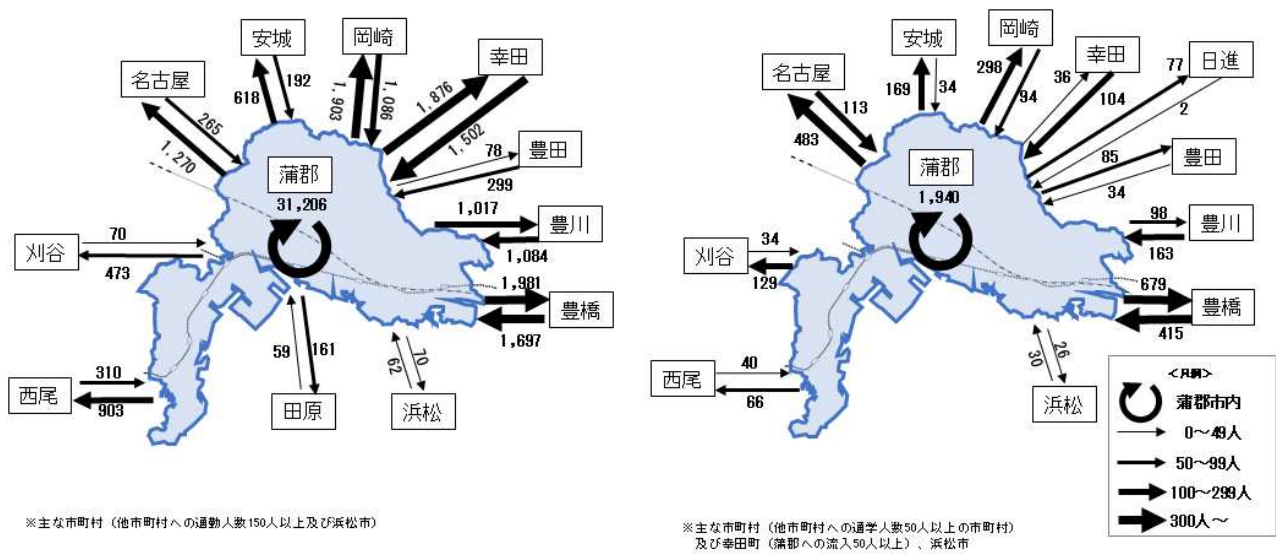 安城
岡崎
幸田
名古屋
192
618
1,903
1,086
1,876
1,502
265
1,270
78
豊田
299
蒲郡
31,206
1,017
豊川
1,084
70
刈谷
473
1,981
豊橋
1,697
59
161
70
62
310
西尾
903
田原
浜松
※主な市町村（他市町村への通勤人数150人以上及び浜松市）
安城
岡崎
幸田
日進
名古屋
169
34
298
94
36
104
77
2
113
483
85
豊田
34
蒲郡
1,940
98
豊川
163
34
刈谷
129
679
豊橋
415
40
西尾
66
26
30
浜松
<凡例>
蒲郡市内
0～49人
50～99人
100～299人
300人～
※主な市町村（他市町村への通学人数50人以上の市町村）
及び幸田町（蒲郡への流入50人以上）、浜松市